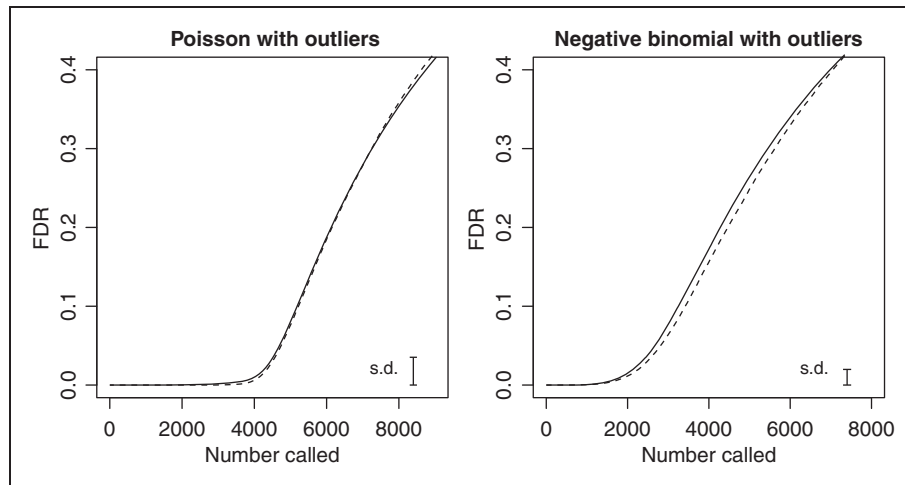 Poisson with outliers
FDR
0.0 0.1 0.2 0.3 0.4
s.d.
0 2000 4000 6000 8000
Number called
Negative binomial with outliers
FDR
0.0 0.1 0.2 0.3 0.4
s.d.
0 2000 4000 6000 8000
Number called